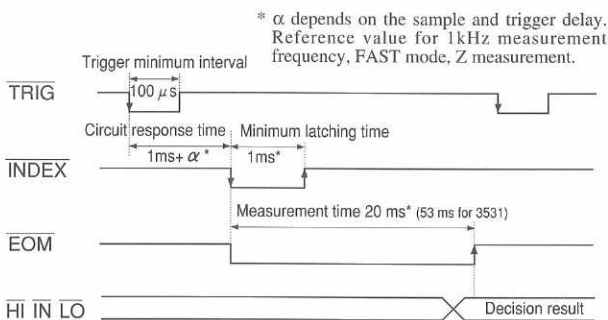 * α depends on the sample and trigger delay.
Reference value for 1kHz measurement
frequency, FAST mode, Z measurement.
Trigger minimum interval
TRIG
100 μs
Circuit response time Minimum latching time
1ms+ α * 1ms*
INDEX
Measurement time 20 ms* (53 ms for 3531)
EOM
HI IN LO Decision result